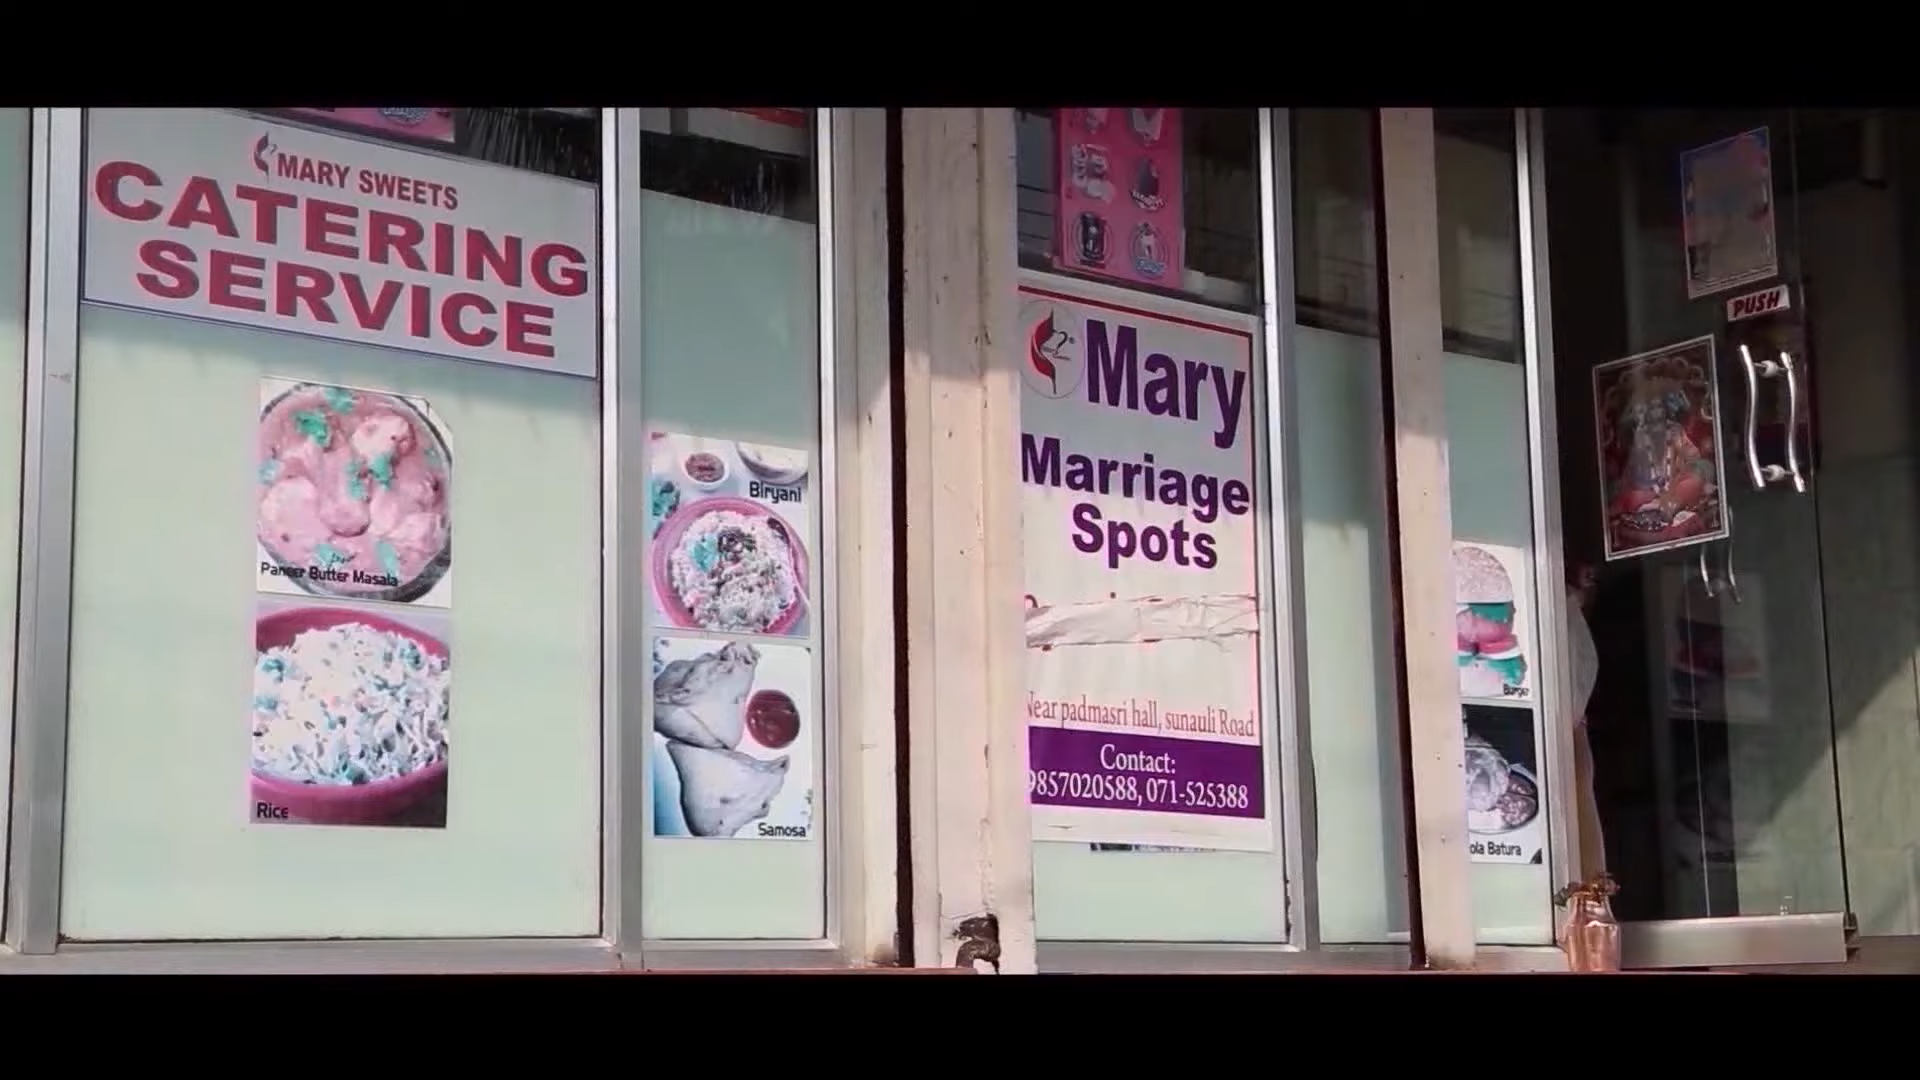 MARY SWEETS
CATERING
SERVICE
Paneer Butter Masala
Rice
Biryani
Samosa
Mary
Marriage
Spots
Near padmasri hall, sunauli Road
Contact:
9857020588, 071-525388
Burger
ola Batura
PUSH